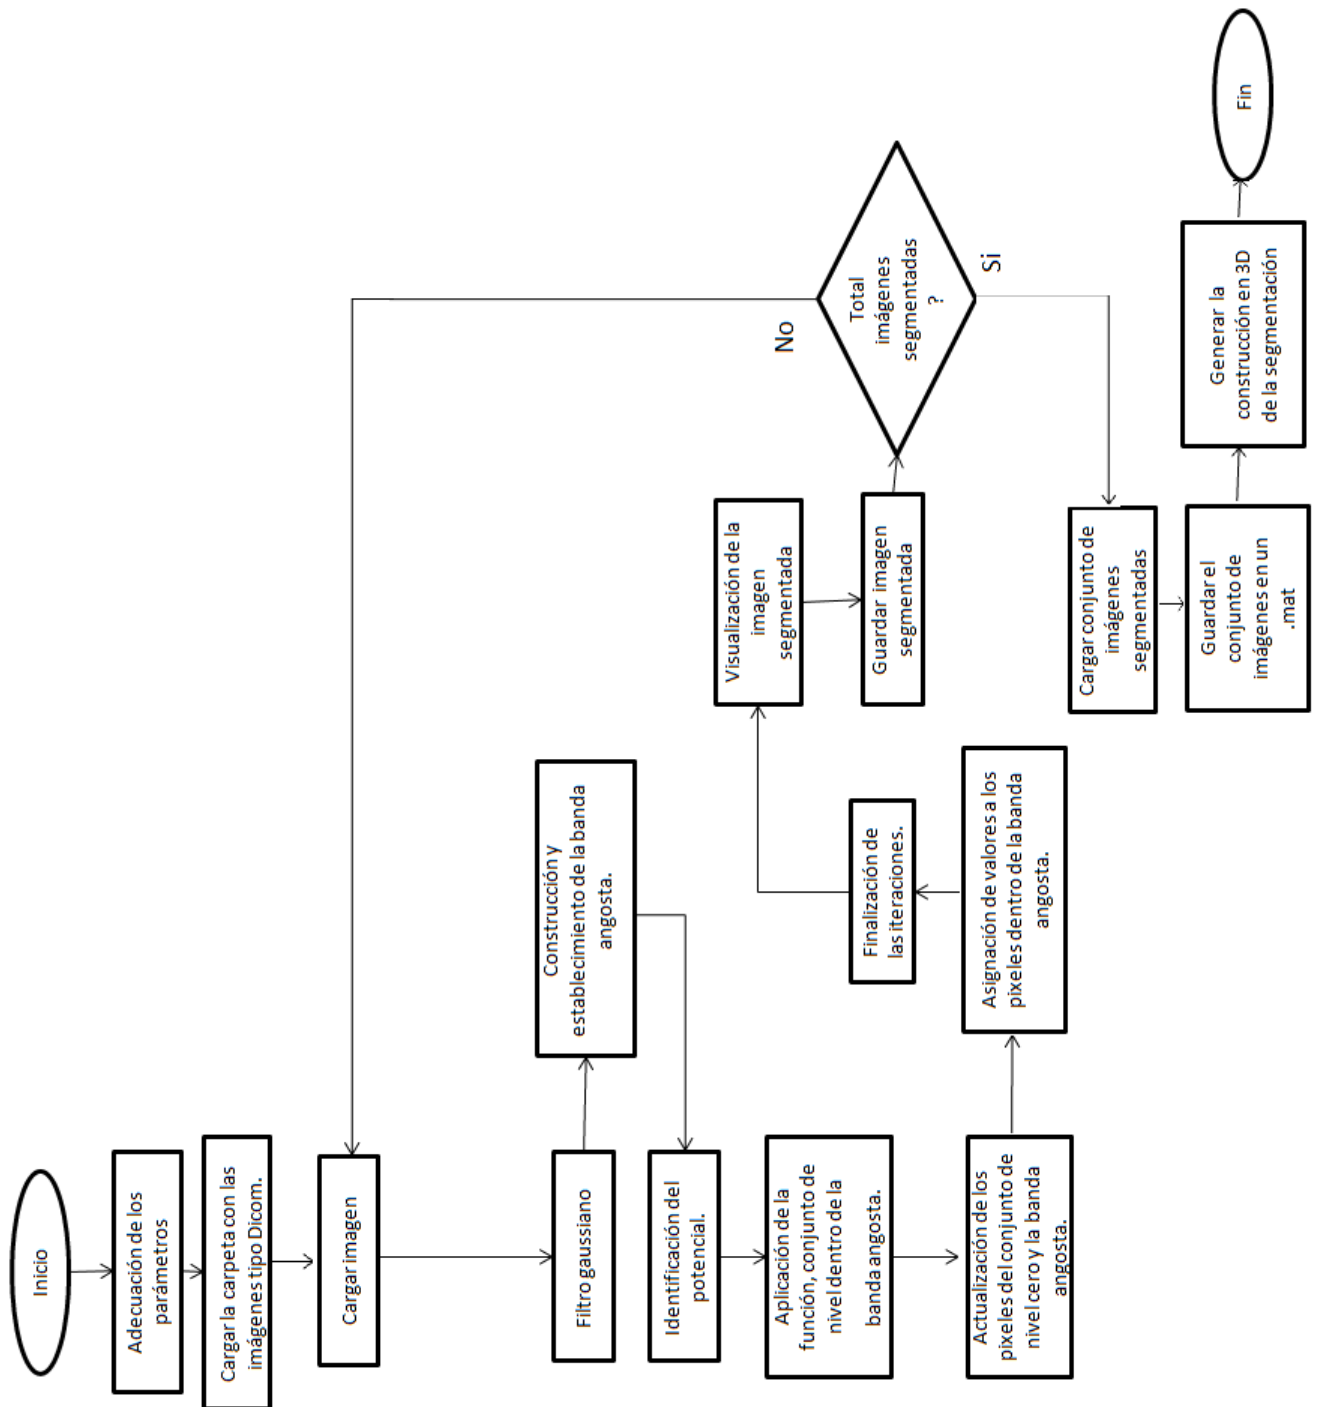 Inicio
Adecuación de los
parámetros
Cargar la carpeta con las
imágenes tipo Dicom.
Cargar imagen
Filtro gaussiano
Construcción y
establecimiento de la banda
angosta.
Identificación del
potencial.
Aplicación de la
función, conjunto de
nivel dentro de la
banda angosta.
Actualización de los
pixeles del conjunto de
nivel cero y la banda
angosta.
Asignación de valores a los
pixeles dentro de la banda
angosta.
Finalización de
las iteraciones.
Visualización de la
imagen
segmentada
Guardar imagen
segmentada
Total
imágenes
segmentadas
?
No
Si
Cargar conjunto de
imágenes
segmentadas
Guardar el
conjunto de
imágenes en un
.mat
Generar la
construcción en 3D
de la segmentación
Fin